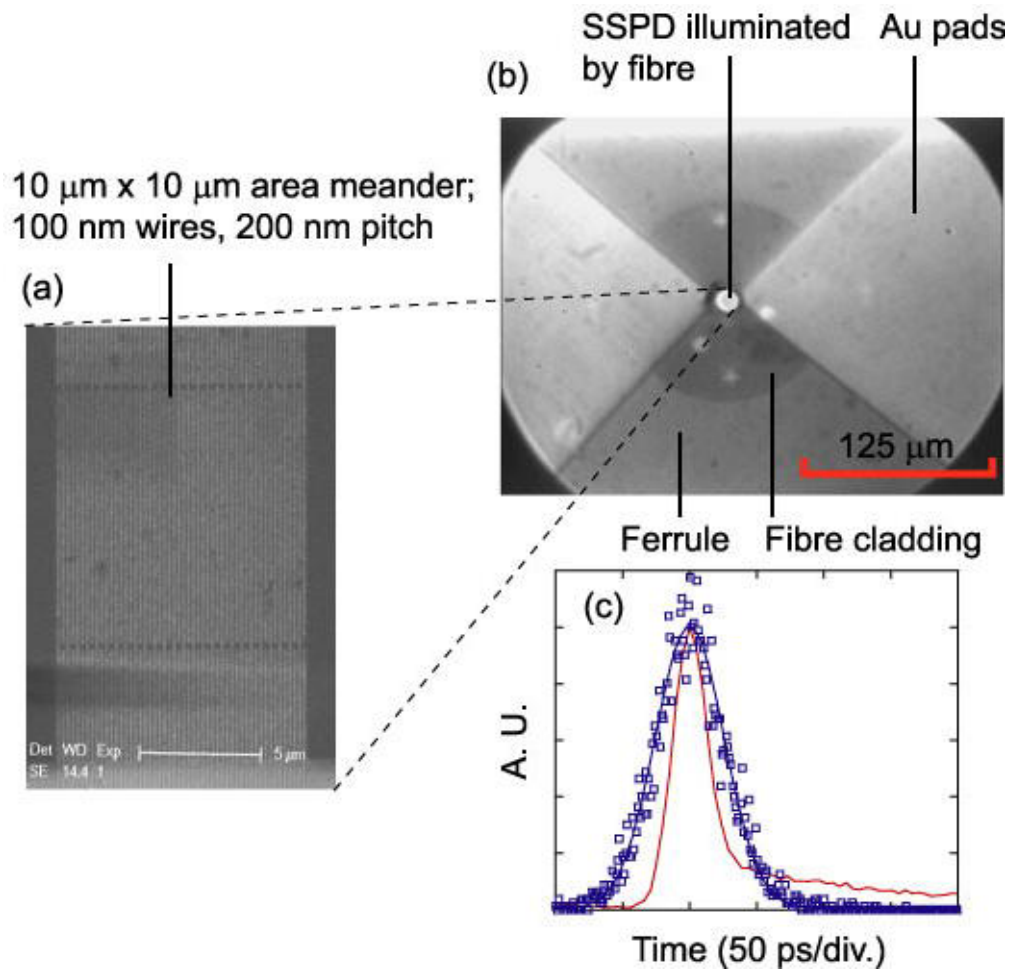 SSPD illuminated
by fibre
Au pads
(b)
10 μm x 10 μm area meander;
100 nm wires, 200 nm pitch
(a)
125 μm
Ferrule
Fibre cladding
(c)
Det WD Exp
5 μm
SE 14.4 1
A. U.
Time (50 ps/div.)